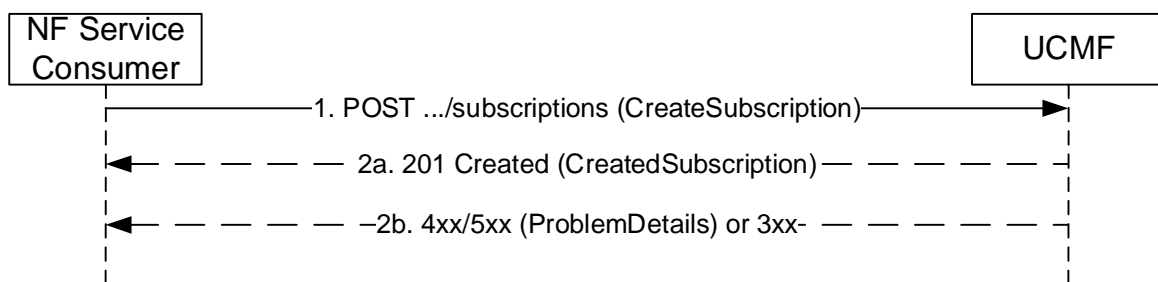 NF Service
Consumer
UCMF
1. POST .../subscriptions (CreateSubscription)
2a. 201 Created (CreatedSubscription)
2b. 4xx/5xx (ProblemDetails) or 3xx